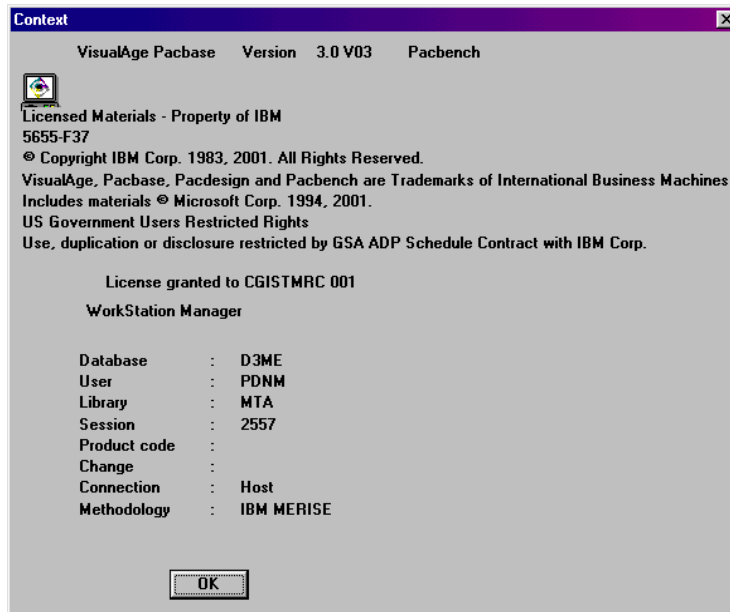 Context
VisualAge Pacbase Version 3.0 V03 Pacbench
Licensed Materials - Property of IBM
5655-F37
© Copyright IBM Corp. 1983, 2001. All Rights Reserved.
VisualAge, Pacbase, Pacdesign and Pacbench are Trademarks of International Business Machines
Includes materials © Microsoft Corp. 1994, 2001.
US Government Users Restricted Rights
Use, duplication or disclosure restricted by GSA ADP Schedule Contract with IBM Corp.
License granted to CGISTMRC 001
WorkStation Manager
Database : D3ME
User : PDNM
Library : MTA
Session : 2557
Product code :
Change :
Connection : Host
Methodology : IBM MERISE
OK